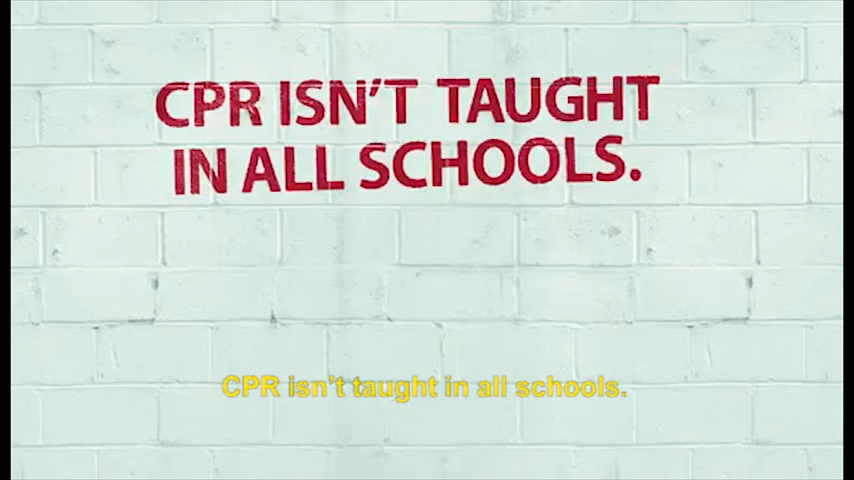 CPR ISN'T TAUGHT
IN ALL SCHOOLS.
CPR isn't taught in all schools.